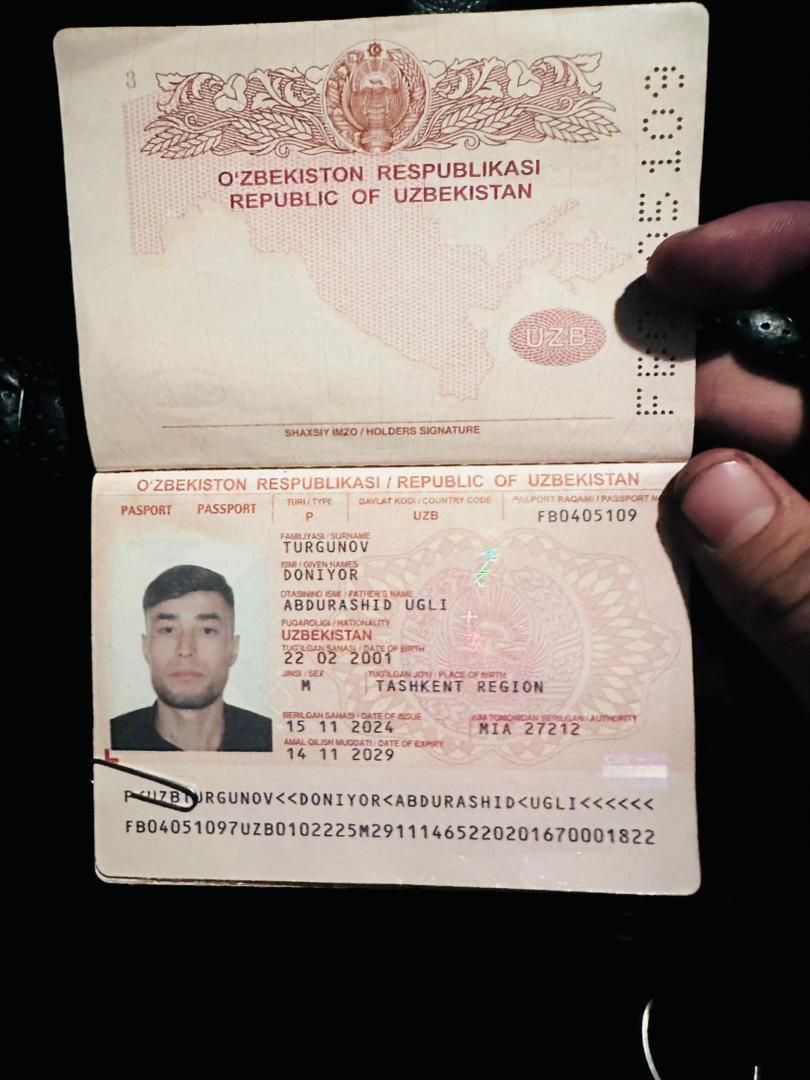 3
O'ZBEKISTON RESPUBLIKASI
REPUBLIC OF UZBEKISTAN
UZB
SHAXSIY IMZO / HOLDERS SIGNATURE
O'ZBEKISTON RESPUBLIKASI / REPUBLIC OF UZBEKISTAN
PASPORT PASSPORT
TURI / TYPE
P
DAVLAT KODI / COUNTRY CODE
UZB
PASPORT RAQAMI / PASSPORT
FB0405109
FAMILIYASI / SURNAME
TURGUNOV
ISMI / GIVEN NAMES
DONIYOR
OTASINING ISMI / FATHER'S NAME
ABDURASHID UGLI
FUQAROLIGI / NATIONALITY
UZBEKISTAN
TUG'ILGAN SANASI / DATE OF BIRTH
22 02 2001
JINSI / SEX
M
TUG'ILGAN JOYI / PLACE OF BIRTH
TASHKENT REGION
BERILGAN SANASI / DATE OF ISSUE
15 11 2024
KIM TOMONIDAN BERILGAN / AUTHORITY
MIA 27212
AMAL QILISH MUDDATI / DATE OF EXPIRY
14 11 2029
P<UZBTURGUNOV<<DONIYOR<ABDURASHID<UGLI<<<<<<
FB04051097UZB0102225M29111465220201670001822